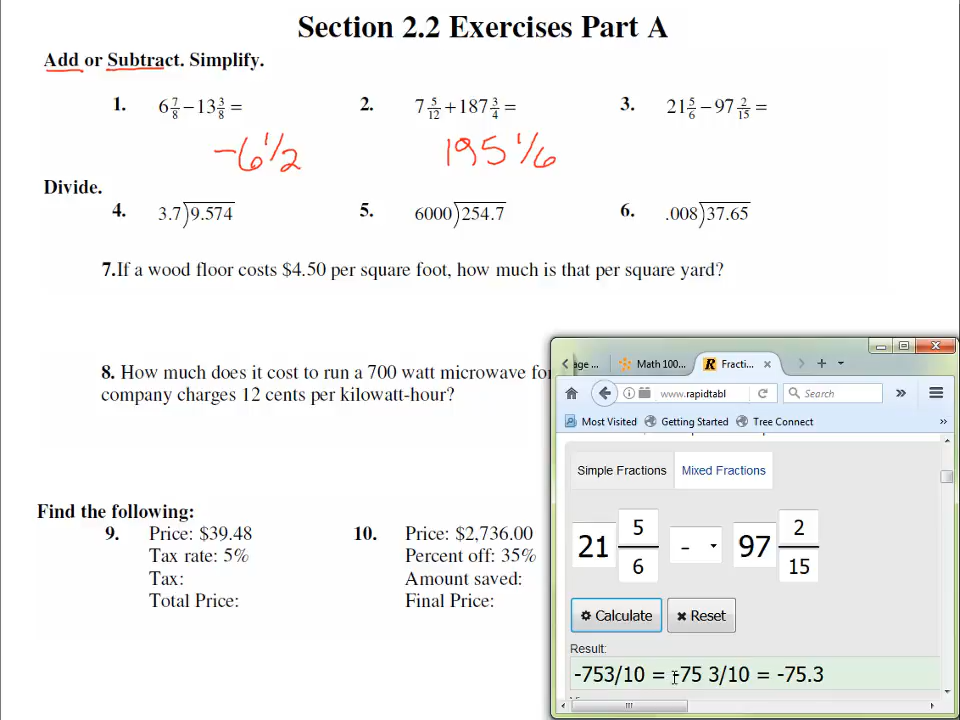 Section 2.2 Exercises Part A
Add or Subtract. Simplify.
1. 6 7/8 − 13 3/8 = 2. 7 5/12 + 187 3/4 = 3. 21 5/6 − 97 2/15 =
-6 1/2 195 1/6
Divide.
4. 3.7)9.574 5. 6000)254.7 6. .008)37.65
7.If a wood floor costs $4.50 per square foot, how much is that per square yard?
8. How much does it cost to run a 700 watt microwave for
company charges 12 cents per kilowatt-hour?
Find the following:
9. Price: $39.48 10. Price: $2,736.00
Tax rate: 5% Percent off: 35%
Tax: Amount saved:
Total Price: Final Price:
age ... Math 100... R Fracti...
www.rapidtabl Search
Most Visited Getting Started Tree Connect »
Simple Fractions Mixed Fractions
21 5/6 - 97 2/15
Calculate Reset
Result:
-753/10 = -75 3/10 = -75.3